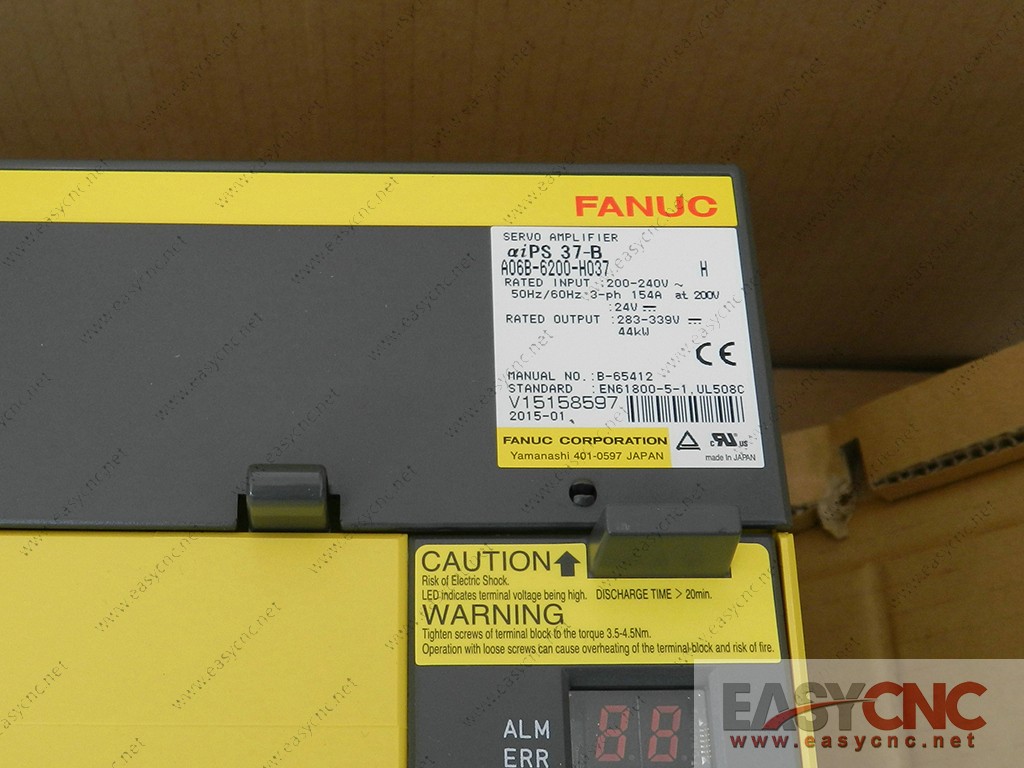 FANUC
SERVO AMPLIFIER
αiPS 37-B
A06B-6200-H037 H
RATED INPUT :200-240V ~
50Hz/60Hz 3-ph 154A at 200V
:24V ⎓
RATED OUTPUT :283-339V ⎓
44kW
CE
MANUAL NO. :B-65412
STANDARD :EN61800-5-1,UL508C
V15158597
2015-01,
FANUC CORPORATION
Yamanashi 401-0597 JAPAN
c RU us
made in JAPAN
CAUTION
Risk of Electric Shock.
LED indicates terminal voltage being high. DISCHARGE TIME > 20min.
WARNING
Tighten screws of terminal block to the torque 3.5-4.5Nm.
Operation with loose screws can cause overheating of the terminal-block and risk of fire.
ALM
ERR
EASYCNC
www.easycnc.net